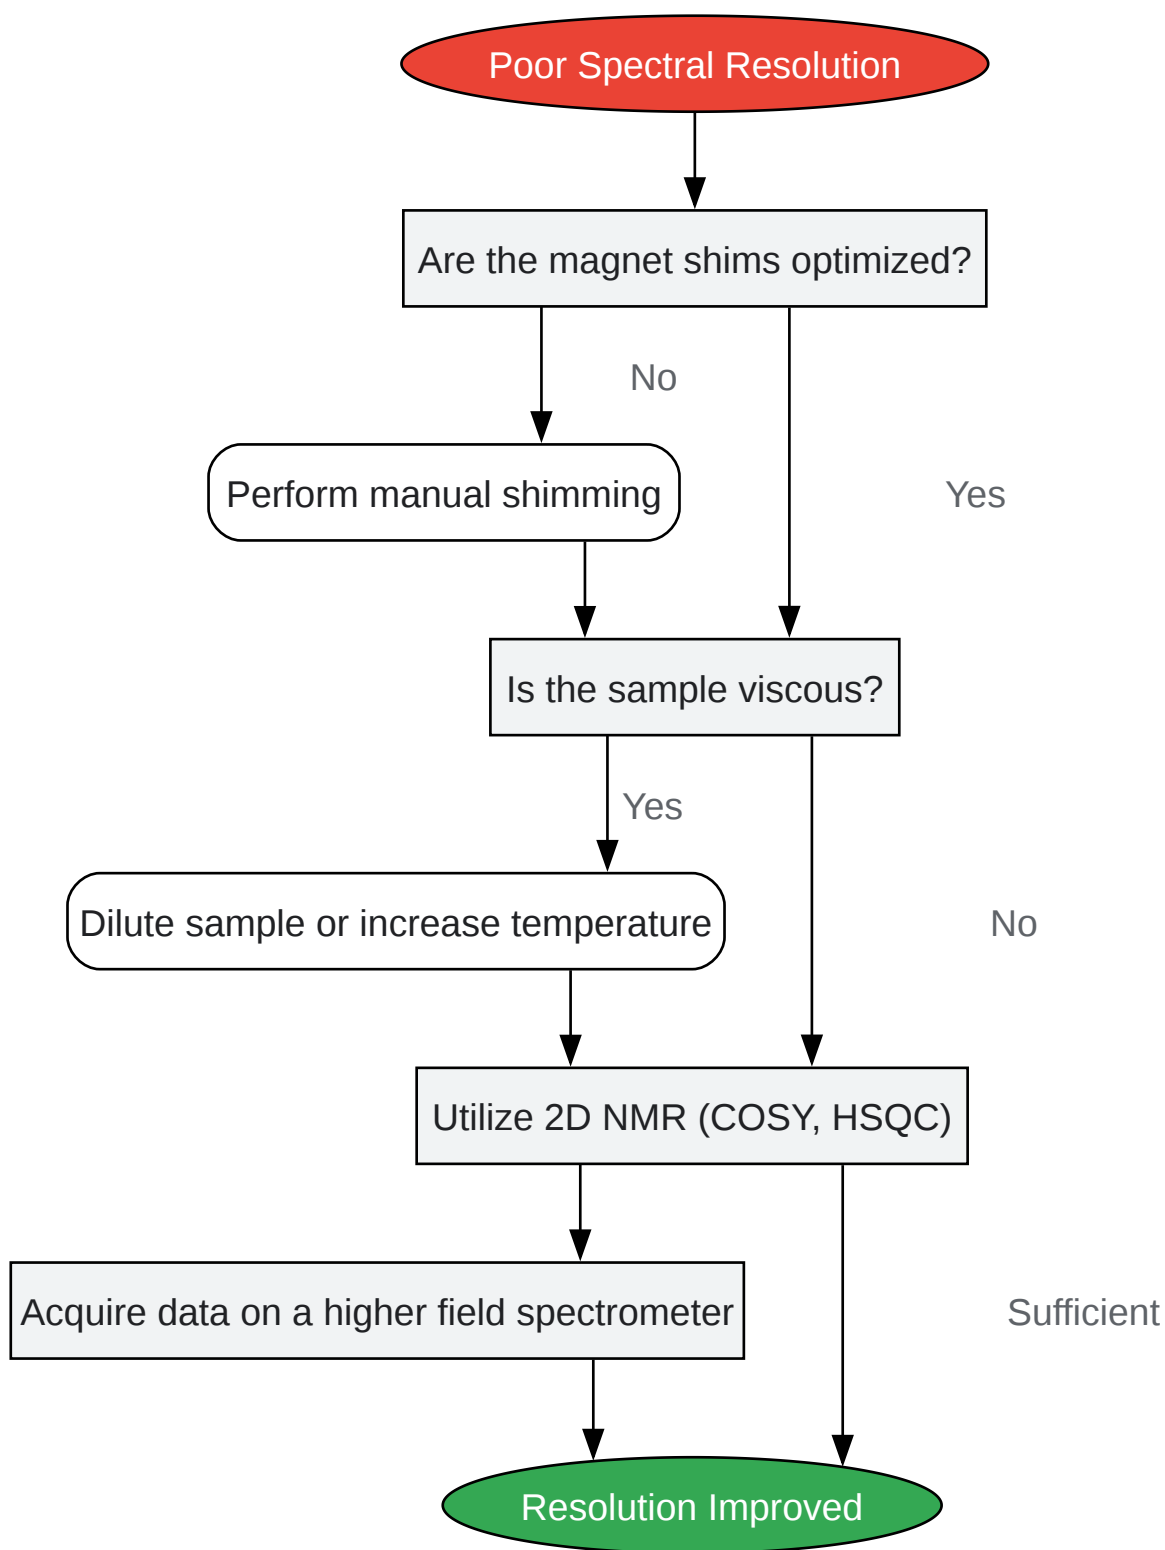 Poor Spectral Resolution
Are the magnet shims optimized?
No
Perform manual shimming
Yes
Is the sample viscous?
Yes
Dilute sample or increase temperature
No
Utilize 2D NMR (COSY, HSQC)
Acquire data on a higher field spectrometer
Sufficient
Resolution Improved